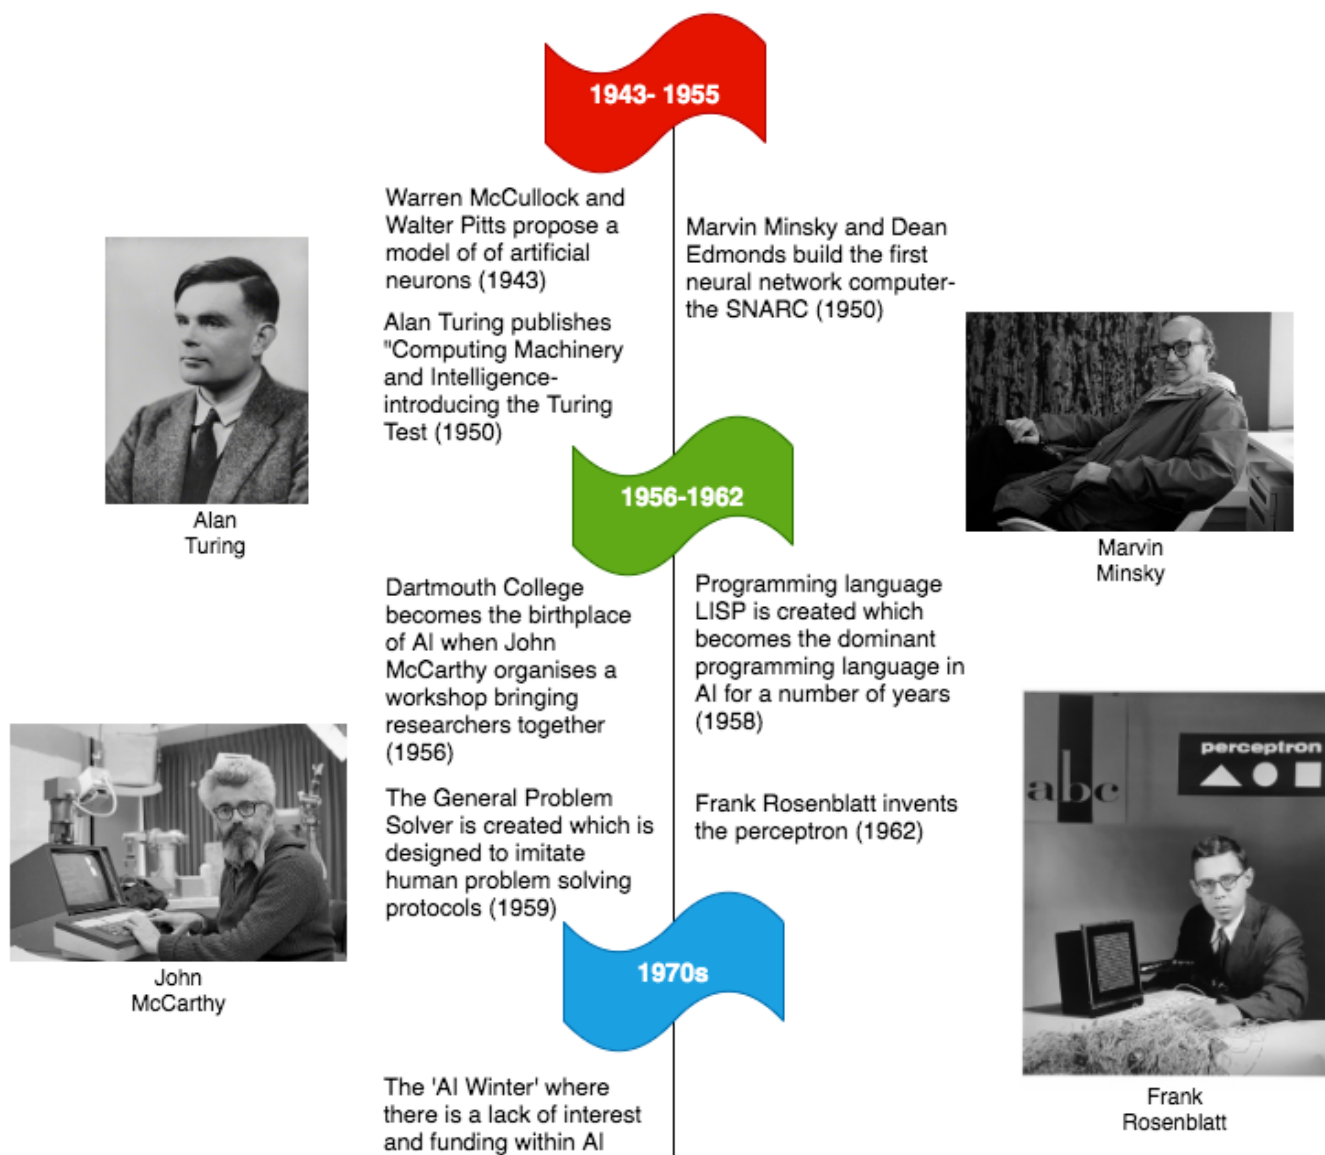 1943- 1955
Warren McCullock and
Walter Pitts propose a
model of of artificial
neurons (1943)
Alan Turing publishes
"Computing Machinery
and Intelligence-
introducing the Turing
Test (1950)
Marvin Minsky and Dean
Edmonds build the first
neural network computer-
the SNARC (1950)
Alan
Turing
Marvin
Minsky
1956-1962
Dartmouth College
becomes the birthplace
of AI when John
McCarthy organises a
workshop bringing
researchers together
(1956)
The General Problem
Solver is created which is
designed to imitate
human problem solving
protocols (1959)
Programming language
LISP is created which
becomes the dominant
programming language in
AI for a number of years
(1958)
Frank Rosenblatt invents
the perceptron (1962)
John
McCarthy
abc
perceptron
Frank
Rosenblatt
1970s
The 'AI Winter' where
there is a lack of interest
and funding within AI